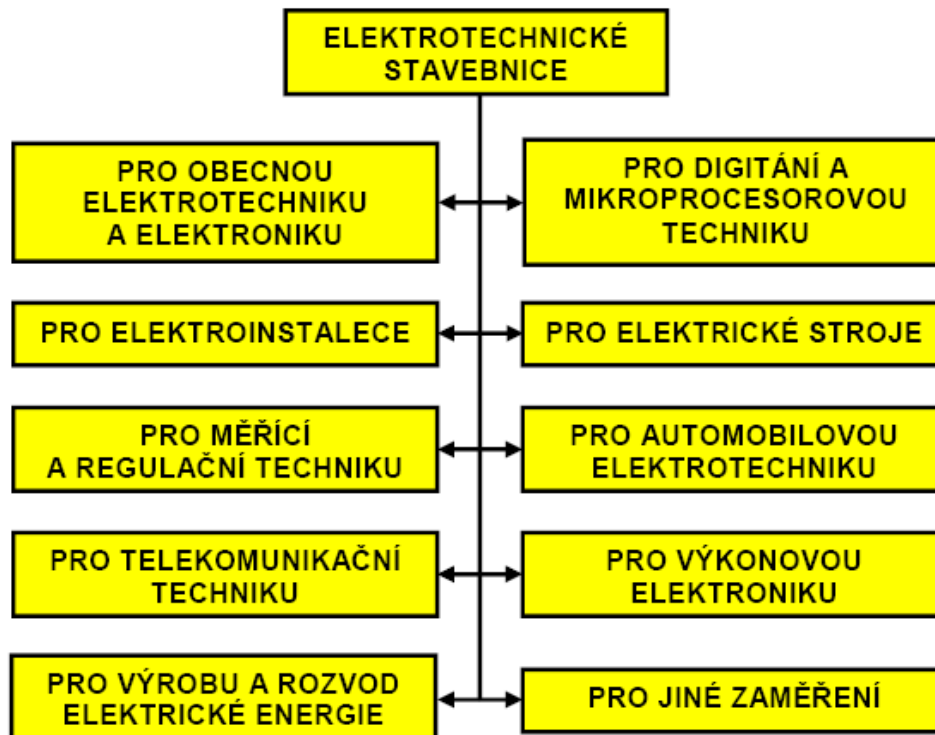 ELEKTROTECHNICKÉ
STAVEBNICE
PRO OBECNOU
ELEKTROTECHNIKU
A ELEKTRONIKU
PRO DIGITÁNÍ A
MIKROPROCESOROVOU
TECHNIKU
PRO ELEKTROINSTALECE
PRO ELEKTRICKÉ STROJE
PRO MĚŘÍCÍ
A REGULAČNÍ TECHNIKU
PRO AUTOMOBILOVOU
ELEKTROTECHNIKU
PRO TELEKOMUNIKAČNÍ
TECHNIKU
PRO VÝKONOVOU
ELEKTRONIKU
PRO VÝROBU A ROZVOD
ELEKTRICKÉ ENERGIE
PRO JINÉ ZAMĚŘENÍ